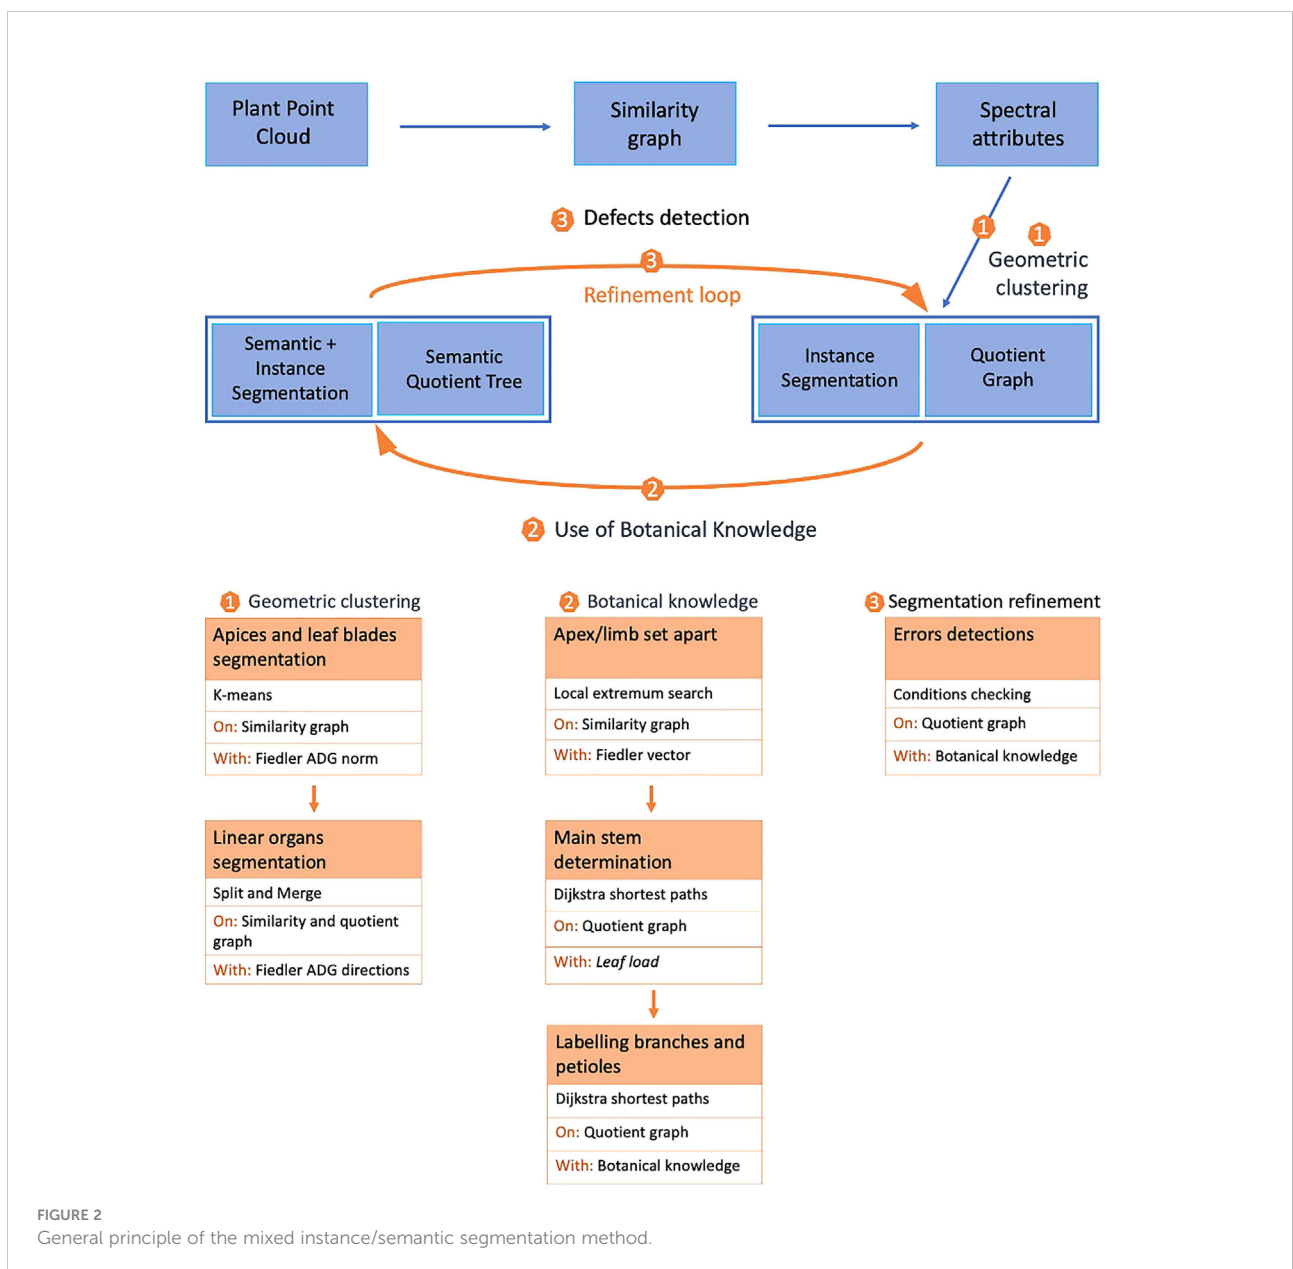 Plant Point
Cloud
Similarity
graph
Spectral
attributes
3 Defects detection
1
1
Geometric
clustering
3
Refinement loop
Semantic +
Instance
Segmentation
Semantic
Quotient Tree
Instance
Segmentation
Quotient
Graph
2
2 Use of Botanical Knowledge
1 Geometric clustering
Apices and leaf blades
segmentation
K-means
On: Similarity graph
With: Fiedler ADG norm
Linear organs
segmentation
Split and Merge
On: Similarity and quotient
graph
With: Fiedler ADG directions
2 Botanical knowledge
Apex/limb set apart
Local extremum search
On: Similarity graph
With: Fiedler vector
Main stem
determination
Dijkstra shortest paths
On: Quotient graph
With: Leaf load
Labelling branches and
petioles
Dijkstra shortest paths
On: Quotient graph
With: Botanical knowledge
3 Segmentation refinement
Errors detections
Conditions checking
On: Quotient graph
With: Botanical knowledge
FIGURE 2
General principle of the mixed instance/semantic segmentation method.